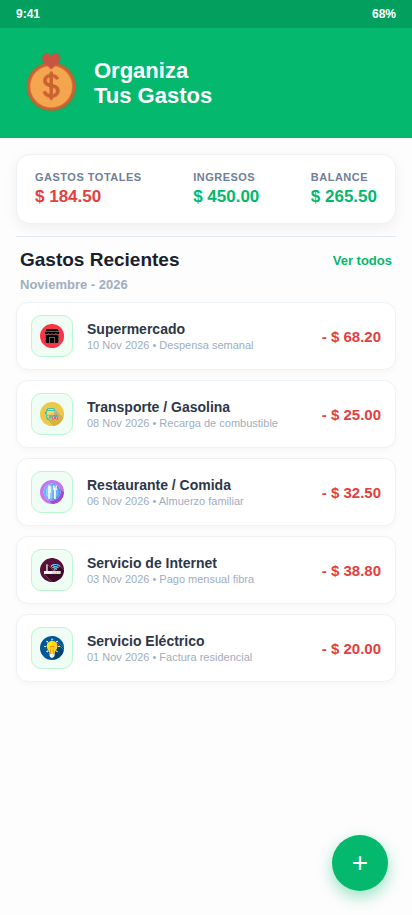 9:41 68%
Organiza
Tus Gastos
GASTOS TOTALES INGRESOS BALANCE
$ 184.50 $ 450.00 $ 265.50
Gastos Recientes Ver todos
Noviembre - 2026
Supermercado
10 Nov 2026 • Despensa semanal
- $ 68.20
Transporte / Gasolina
08 Nov 2026 • Recarga de combustible
- $ 25.00
Restaurante / Comida
06 Nov 2026 • Almuerzo familiar
- $ 32.50
Servicio de Internet
03 Nov 2026 • Pago mensual fibra
- $ 38.80
Servicio Eléctrico
01 Nov 2026 • Factura residencial
- $ 20.00
+